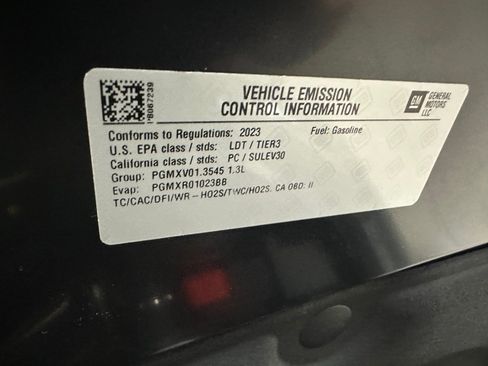 VEHICLE EMISSION
CONTROL INFORMATION
GM
GENERAL
MOTORS
LLC
PB067239
Conforms to Regulations: 2023 Fuel: Gasoline
U.S. EPA class / stds: LDT / TIER3
California class / stds: PC / SULEV30
Group: PGMXV01.3545 1.3L
Evap: PGMXR01023BB
TC/CAC/DFI/WR-HO2S/TWC/HO2S. CA OBD: II